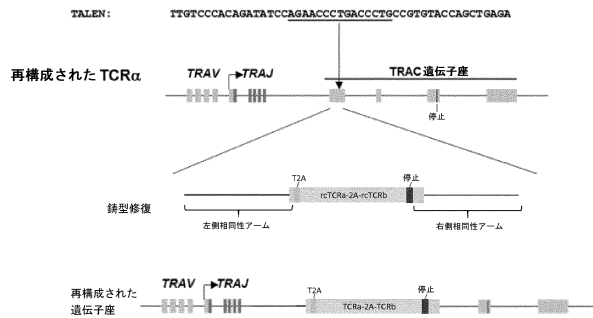 TALEN: TTGTCCCACAGATATCCAGAACCCTGACCCTGCCGTGTACCAGCTGAGA
再構成されたTCRα
TRAV TRAJ
TRAC遺伝子座
停止
T2A 停止
rcTCRa-2A-rcTCRb
鋳型修復
左側相同性アーム 右側相同性アーム
TRAV TRAJ
再構成された
遺伝子座
T2A 停止
TCRa-2A-TCRb